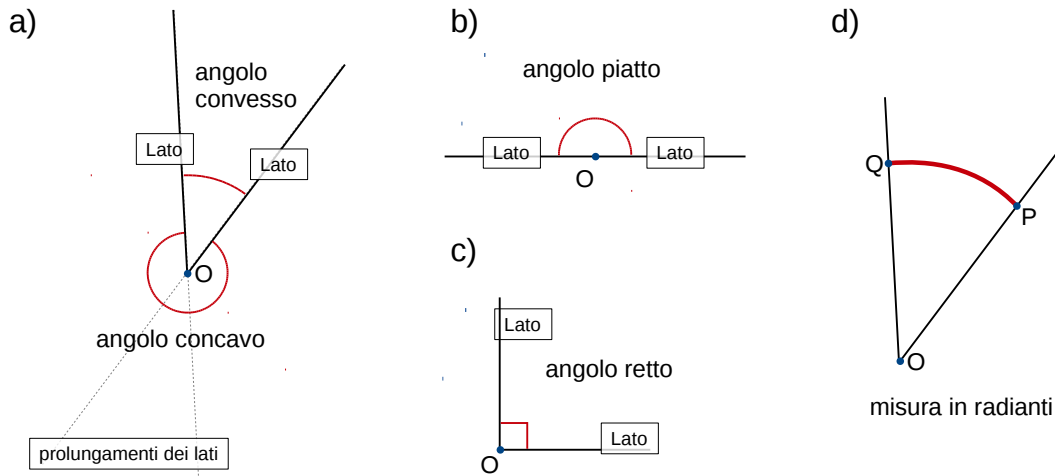 a)
angolo
convesso
Lato
Lato
O
angolo concavo
prolungamenti dei lati
b)
angolo piatto
Lato
Lato
O
c)
Lato
angolo retto
Lato
O
d)
Q
P
O
misura in radianti